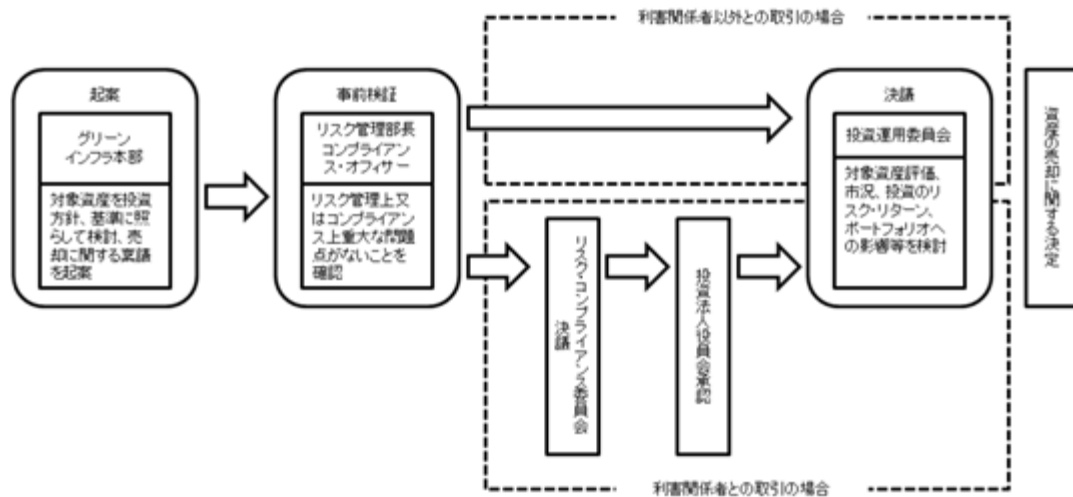 利害関係者以外との取引の場合
起案
グリーン
インフラ本部
対象資産を投資
方針、基準に照
らして検討、売
却に関する稟議
を起案
事前検証
リスク管理部長
コンプライアン
ス・オフィサー
リスク管理上又
はコンプライアン
ス上重大な問題
点がないことを
確認
リスク・コンプライアンス委員会
決議
投資法人役員会承認
決議
投資運用委員会
対象資産評価、
市況、投資のリ
スク・リターン、
ポートフォリオへ
の影響等を検討
資産の売却に関する決定
利害関係者との取引の場合